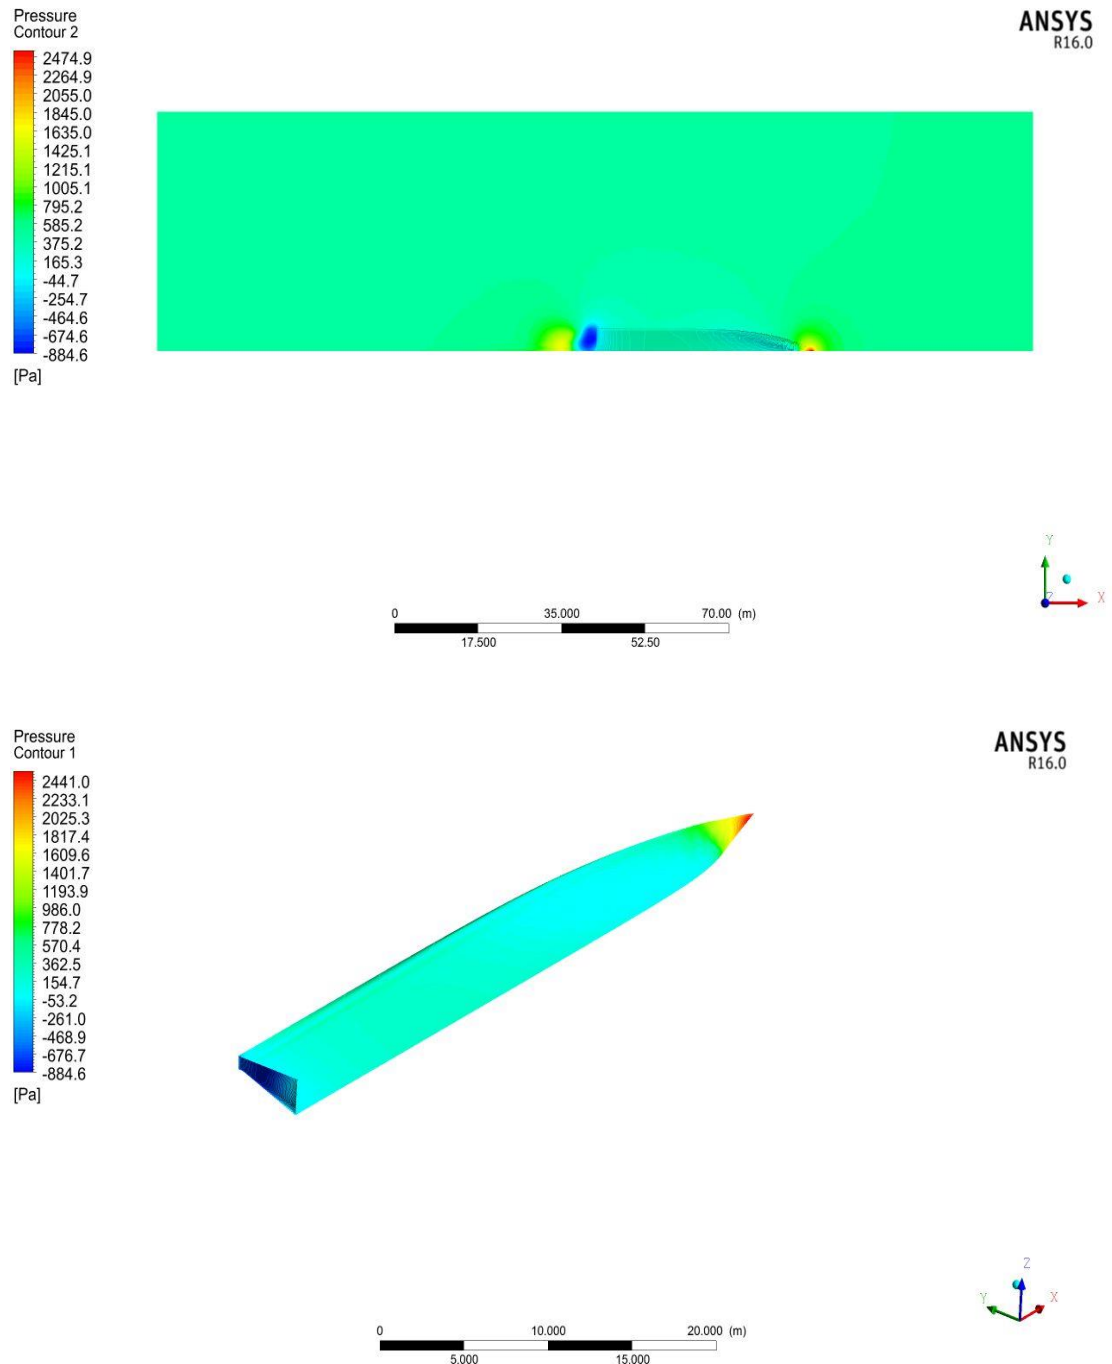 Pressure
Contour 2
ANSYS
R16.0
2474.9
2264.9
2055.0
1845.0
1635.0
1425.1
1215.1
1005.1
795.2
585.2
375.2
165.3
-44.7
-254.7
-464.6
-674.6
-884.6
[Pa]
Y
Z
X
0 35.000 70.00 (m)
17.500 52.50
Pressure
Contour 1
ANSYS
R16.0
2441.0
2233.1
2025.3
1817.4
1609.6
1401.7
1193.9
986.0
778.2
570.4
362.5
154.7
-53.2
-261.0
-468.9
-676.7
-884.6
[Pa]
Z
Y
X
0 10.000 20.000 (m)
5.000 15.000